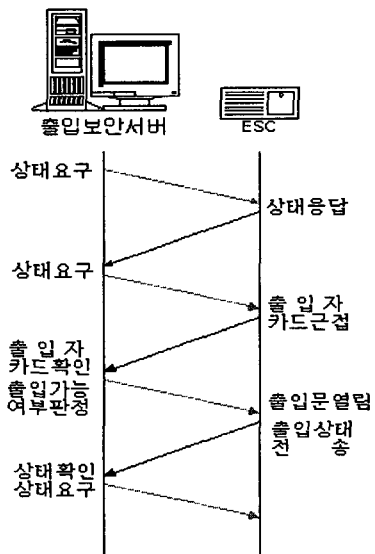 출입보안서버
ESC
상태요구
상태응답
상태요구
출 입 자
카드근접
출 입 자
카드확인
출입가능
여부판정
출입문열림
출입상태
전 송
상태확인
상태요구